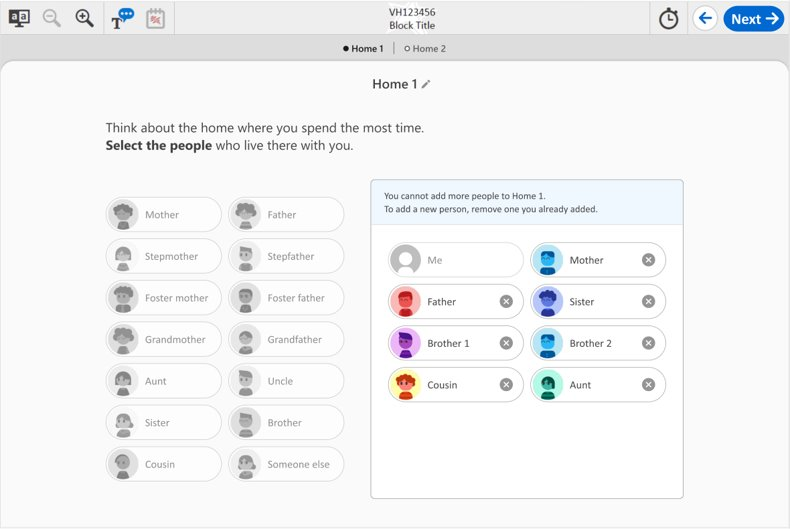 VH123456
Block Title
Next
Home 1
Home 2
Home 1
Think about the home where you spend the most time.
Select the people who live there with you.
You cannot add more people to Home 1.
To add a new person, remove one you already added.
Mother
Father
Stepmother
Stepfather
Foster mother
Foster father
Grandmother
Grandfather
Aunt
Uncle
Sister
Brother
Cousin
Someone else
Me
Mother
Father
Sister
Brother 1
Brother 2
Cousin
Aunt